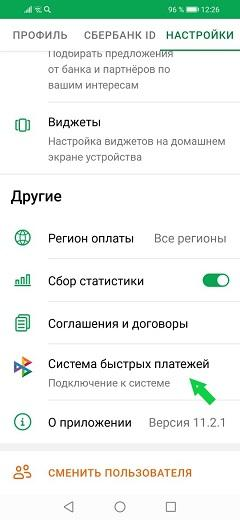 96 % 12:26
ПРОФИЛЬ СБЕРБАНК ID НАСТРОЙКИ
Подбирать предложения
от банка и партнёров по
вашим интересам
Виджеты
Настройка виджетов на домашнем
экране устройства
Другие
Регион оплаты Все регионы
Сбор статистики
Соглашения и договоры
Система быстрых платежей
Подключение к системе
О приложении Версия 11.2.1
СМЕНИТЬ ПОЛЬЗОВАТЕЛЯ